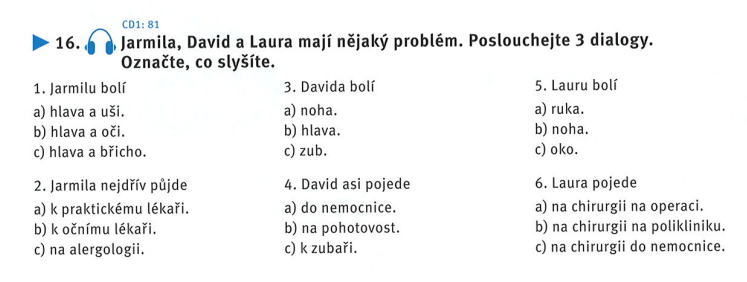 CD1: 81
16. Jarmila, David a Laura mají nějaký problém. Poslouchejte 3 dialogy.
Označte, co slyšíte.
1. Jarmilu bolí
a) hlava a uši.
b) hlava a oči.
c) hlava a břicho.
2. Jarmila nejdřív půjde
a) k praktickému lékaři.
b) k očnímu lékaři.
c) na alergologii.
3. Davida bolí
a) noha.
b) hlava.
c) zub.
4. David asi pojede
a) do nemocnice.
b) na pohotovost.
c) k zubaři.
5. Lauru bolí
a) ruka.
b) noha.
c) oko.
6. Laura pojede
a) na chirurgii na operaci.
b) na chirurgii na polikliniku.
c) na chirurgii do nemocnice.